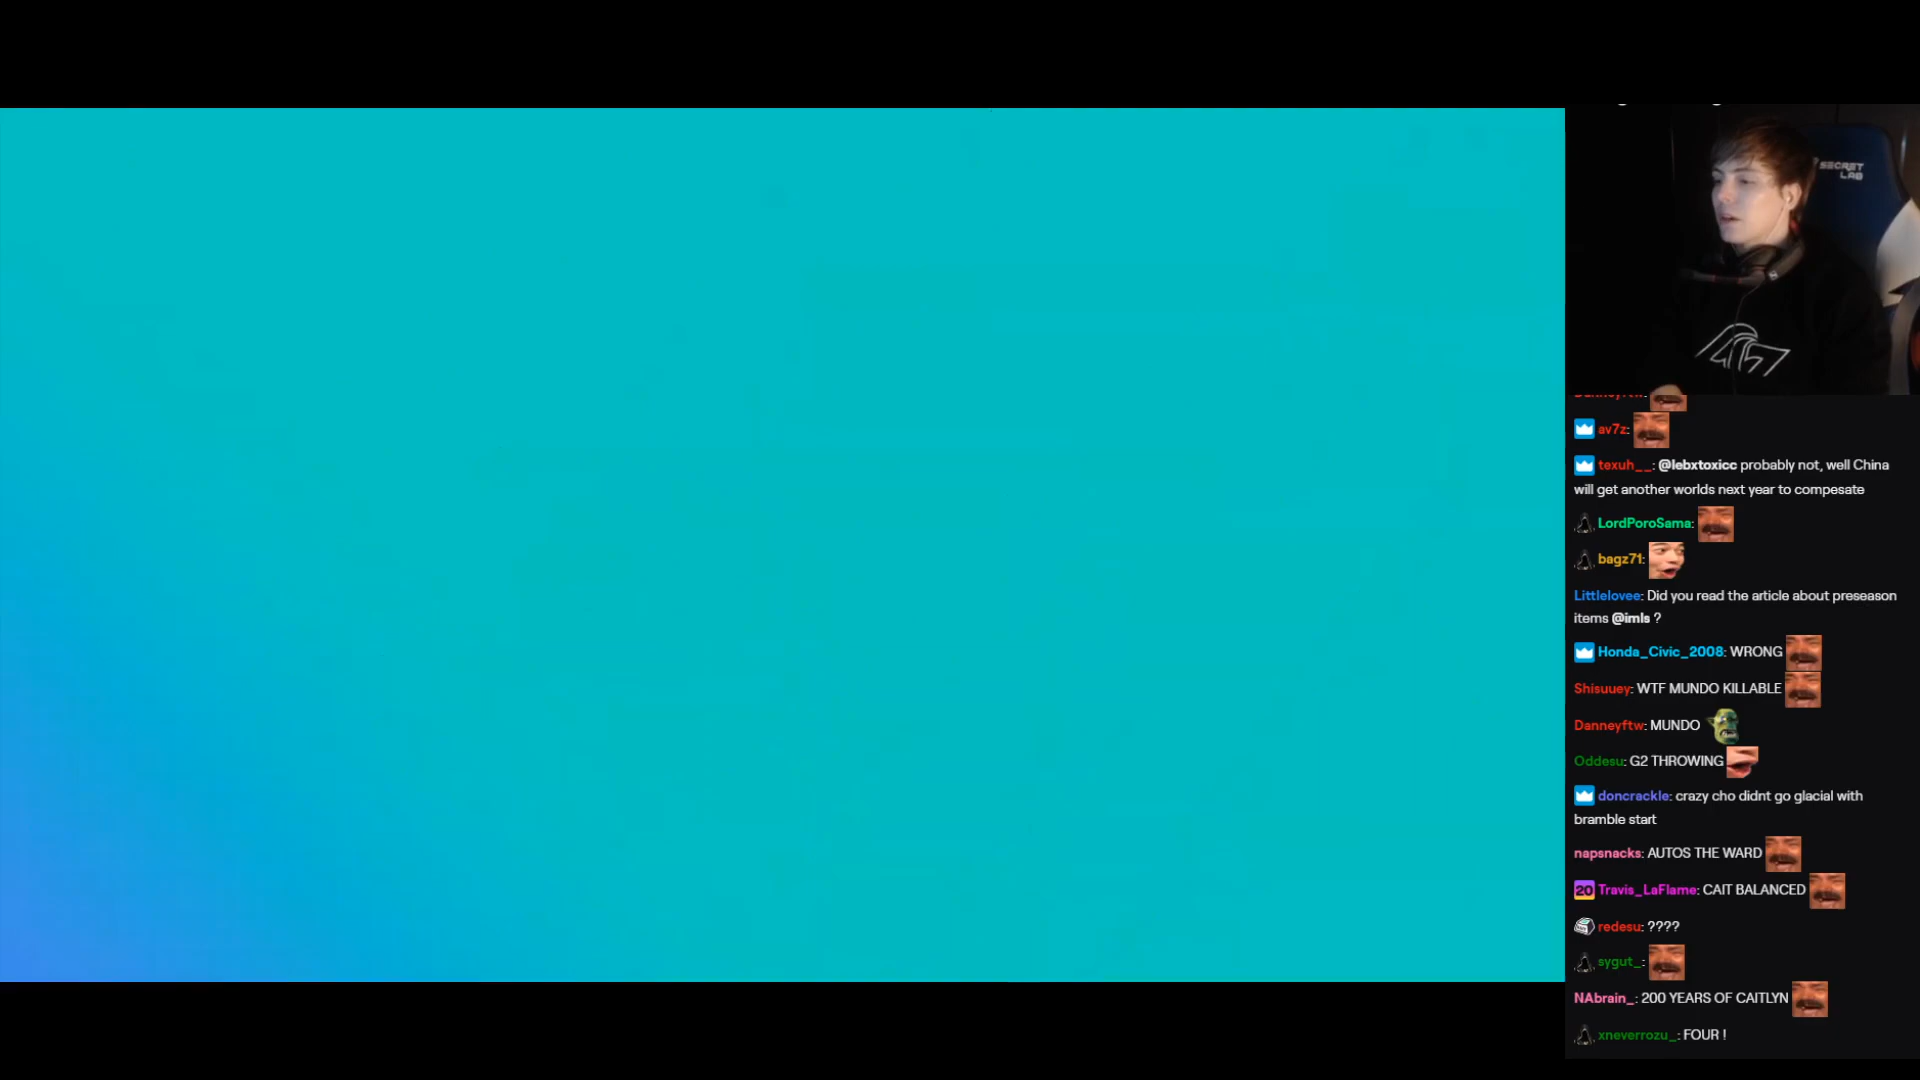 SECRET
LAB
av7z:
texuh__: @lebxtoxicc probably not, well China
will get another worlds next year to compesate
LordPoroSama:
bagz71:
Littlelovee: Did you read the article about preseason
items @imls ?
Honda_Civic_2008: WRONG
Shisuuey: WTF MUNDO KILLABLE
Danneyftw: MUNDO
Oddesu: G2 THROWING
doncrackle: crazy cho didnt go glacial with
bramble start
napsnacks: AUTOS THE WARD
20 Travis_LaFlame: CAIT BALANCED
redesu: ????
sygut_:
NAbrain_: 200 YEARS OF CAITLYN
xneverrozu_: FOUR !